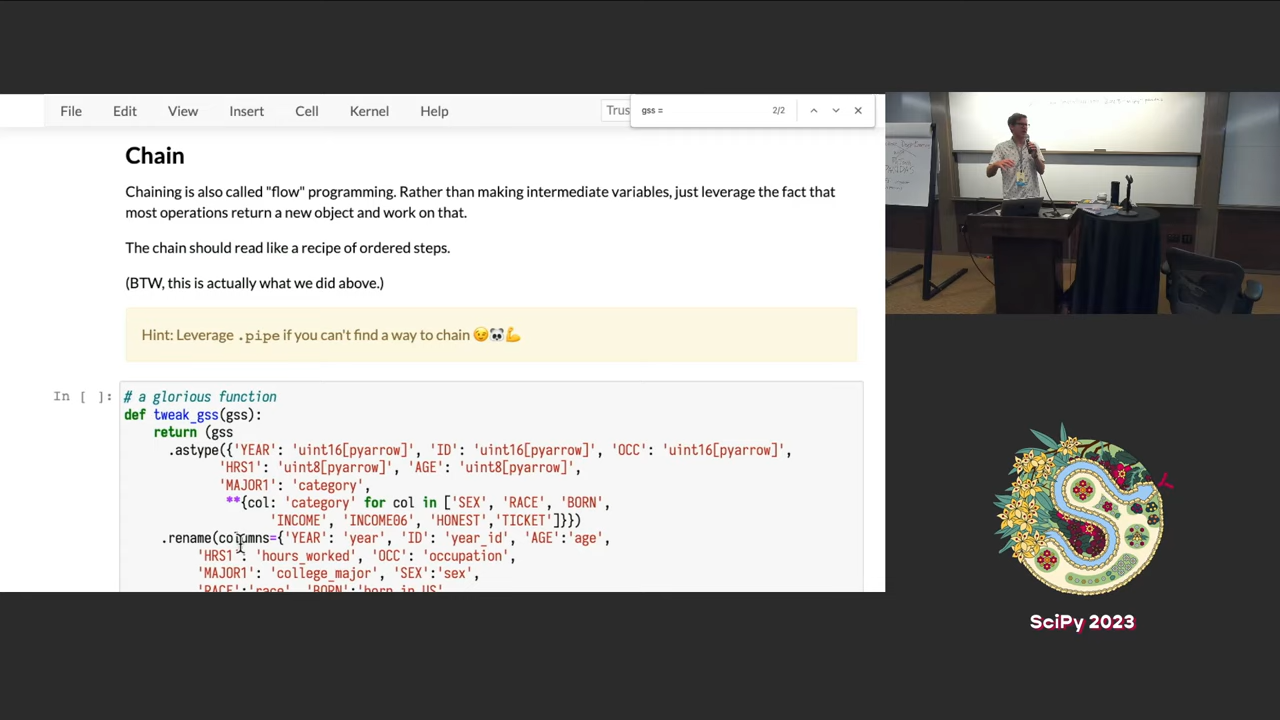 File Edit View Insert Cell Kernel Help Trus
gss = 2/2
Chain
Chaining is also called "flow" programming. Rather than making intermediate variables, just leverage the fact that
most operations return a new object and work on that.
The chain should read like a recipe of ordered steps.
(BTW, this is actually what we did above.)
Hint: Leverage .pipe if you can't find a way to chain 😉🐼💪
In [ ]:
# a glorious function
def tweak_gss(gss):
return (gss
.astype({'YEAR': 'uint16[pyarrow]', 'ID': 'uint16[pyarrow]', 'OCC': 'uint16[pyarrow]',
'HRS1': 'uint8[pyarrow]', 'AGE': 'uint8[pyarrow]',
'MAJOR1': 'category',
**{col: 'category' for col in ['SEX', 'RACE', 'BORN',
'INCOME', 'INCOME06', 'HONEST','TICKET']}})
.rename(columns={'YEAR': 'year', 'ID': 'year_id', 'AGE':'age',
'HRS1': 'hours_worked', 'OCC': 'occupation',
'MAJOR1': 'college_major', 'SEX':'sex',
'RACE':'race', 'BORN':'born_in_US',
SciPy 2023